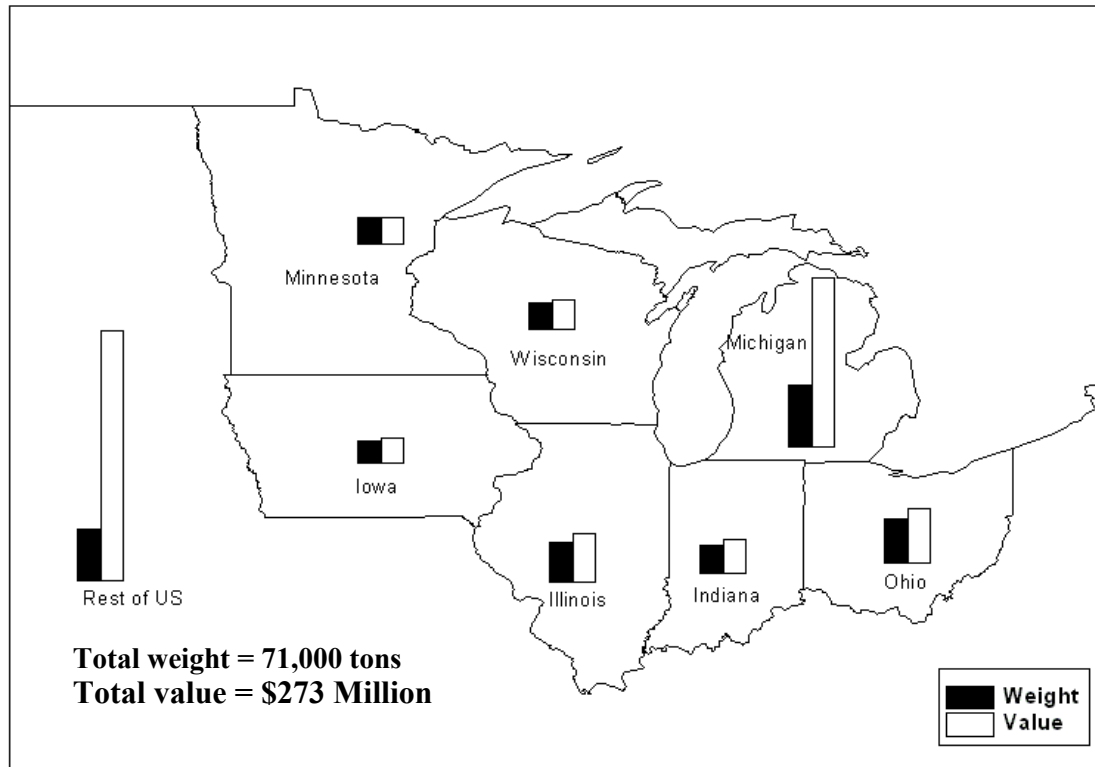 Minnesota
Wisconsin
Michigan
Iowa
Rest of US
Illinois
Indiana
Ohio
Total weight = 71,000 tons
Total value = $273 Million
Weight
Value